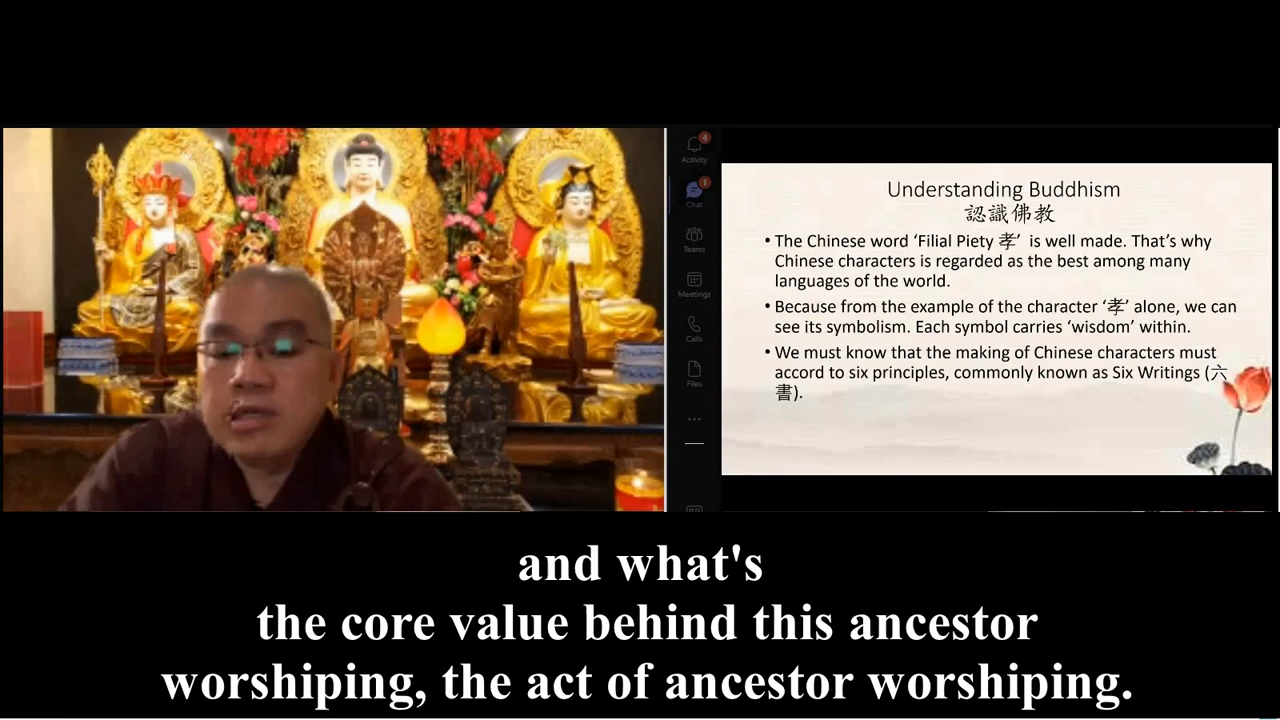 4
Activity
1
Chat
Teams
Meetings
Calls
Files
Understanding Buddhism
認識佛教
• The Chinese word ‘Filial Piety 孝’ is well made. That’s why
Chinese characters is regarded as the best among many
languages of the world.
• Because from the example of the character ‘孝’ alone, we can
see its symbolism. Each symbol carries ‘wisdom’ within.
• We must know that the making of Chinese characters must
accord to six principles, commonly known as Six Writings (六
書).
and what's
the core value behind this ancestor
worshiping, the act of ancestor worshiping.